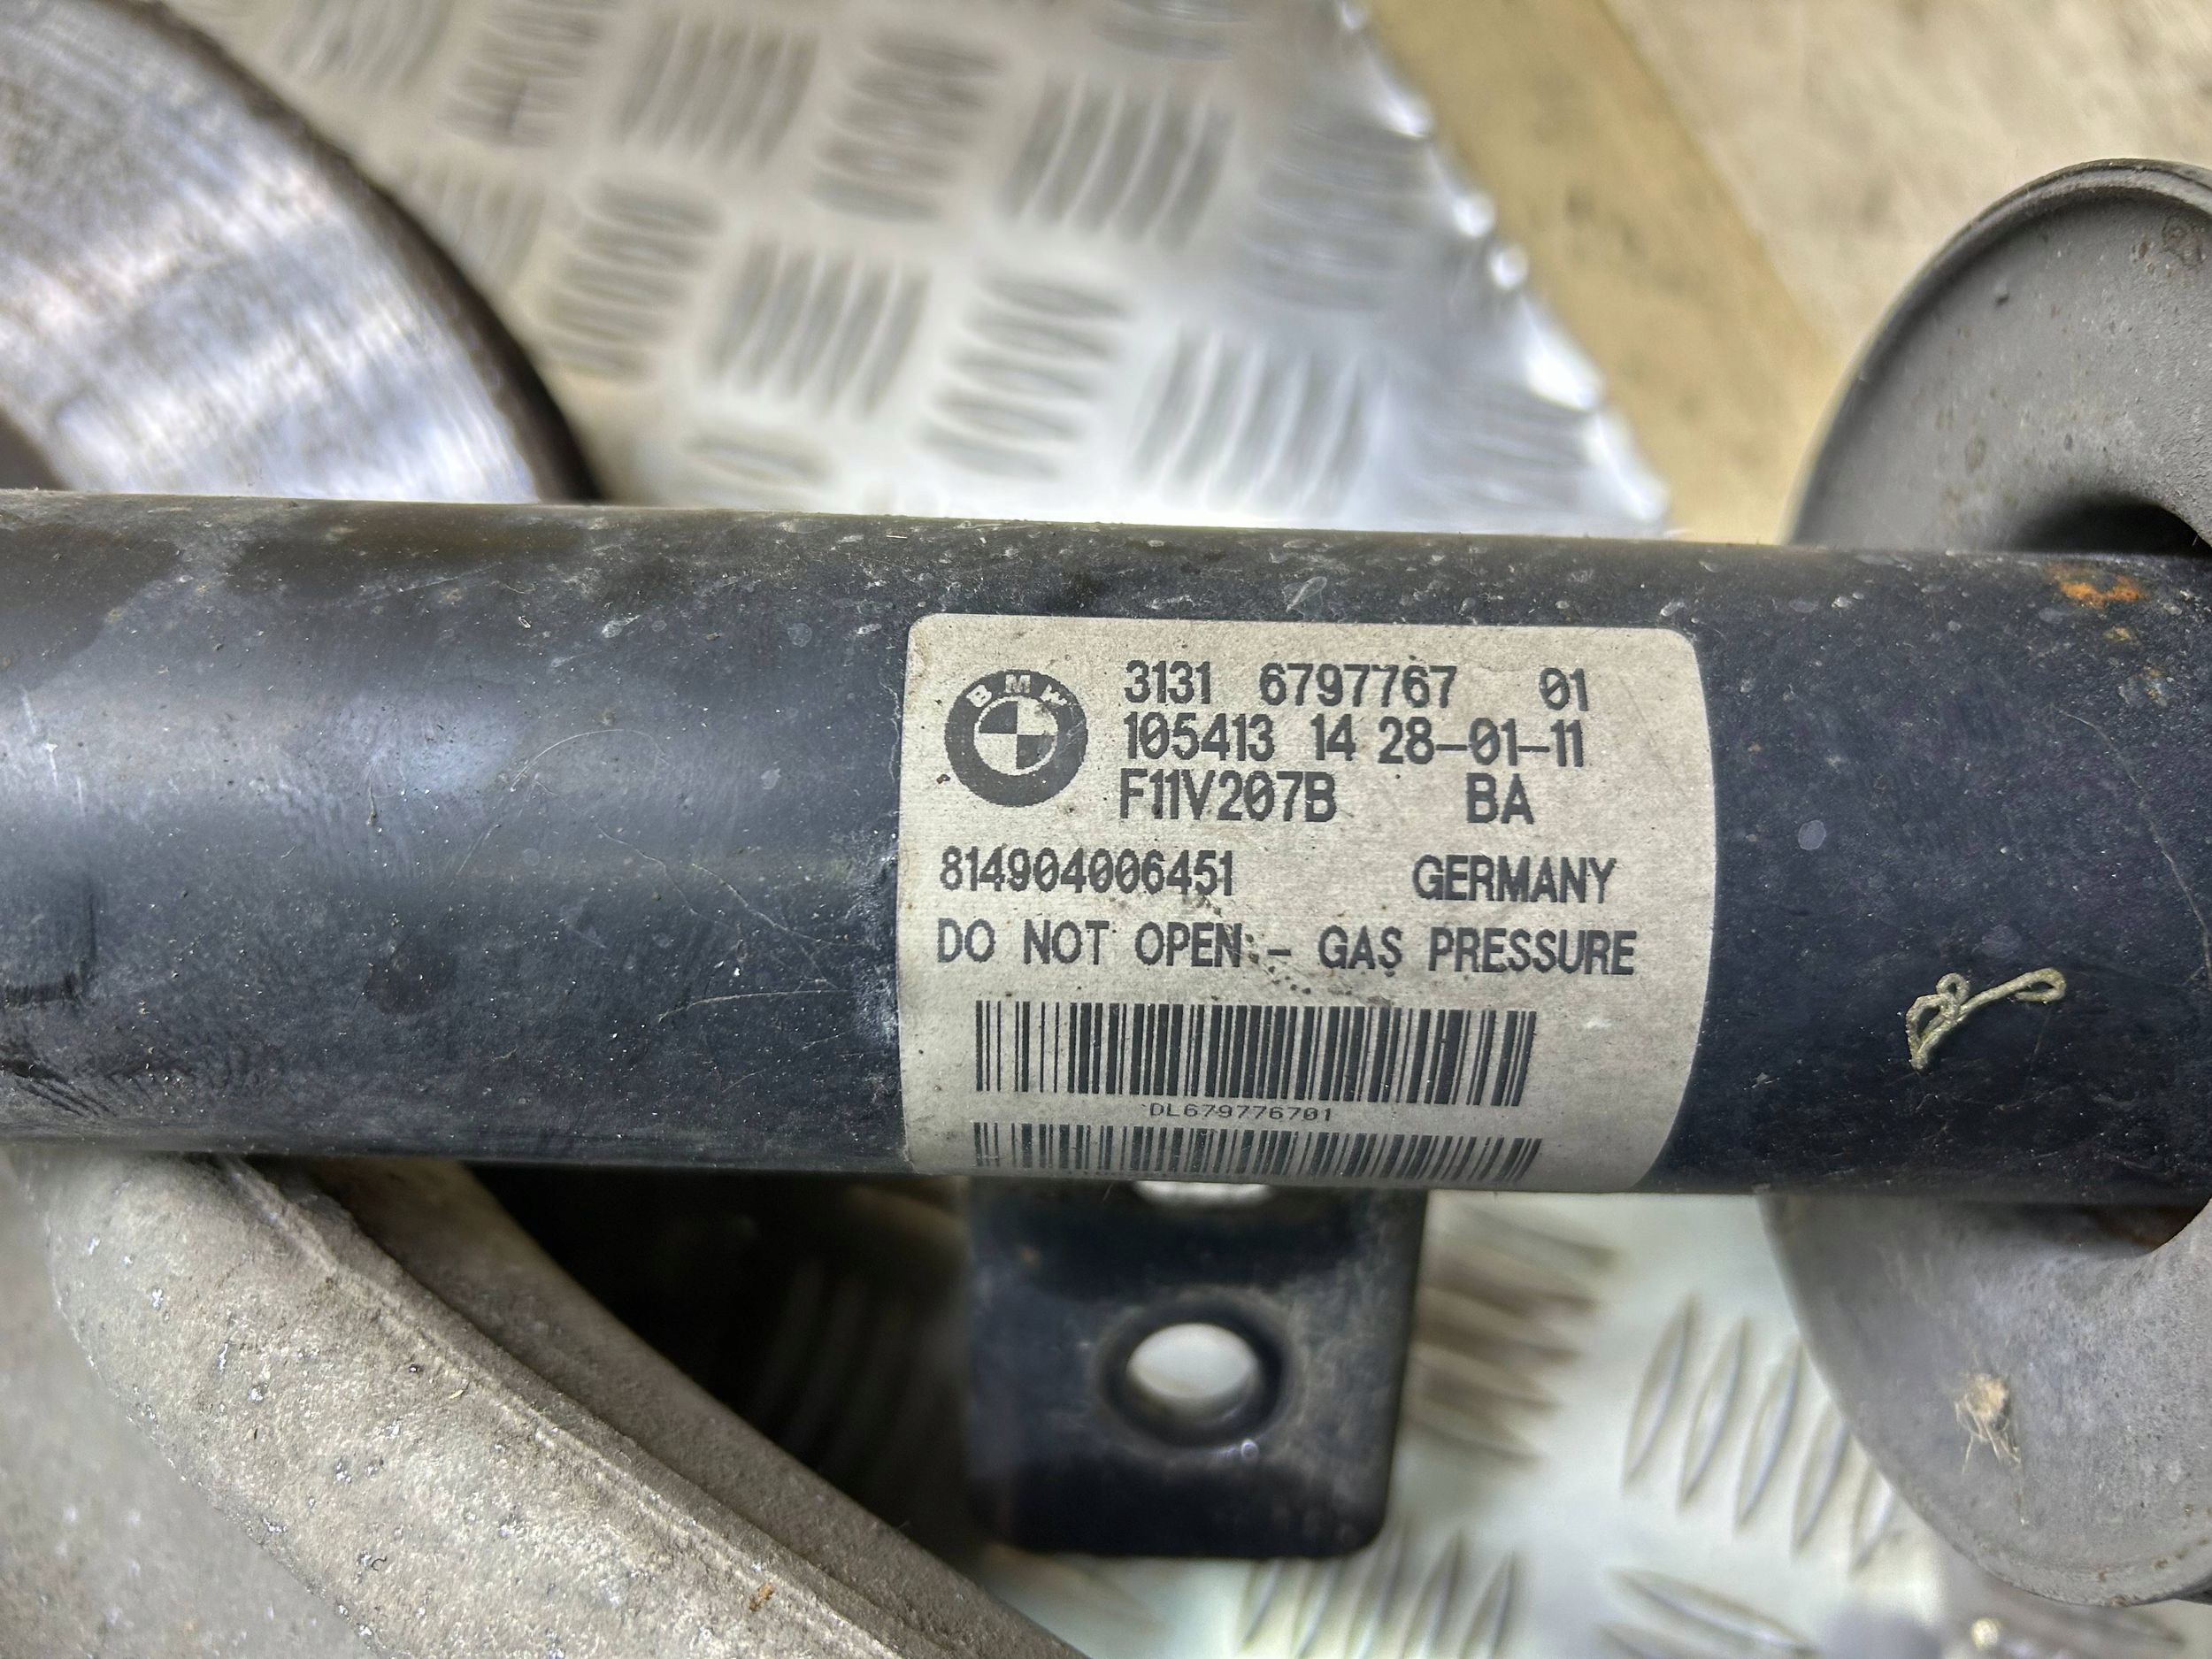 BMW
3131 6797767 01
105413 14 28-01-11
F11V207B BA
814904006451 GERMANY
DO NOT OPEN - GAS PRESSURE
DL679776701